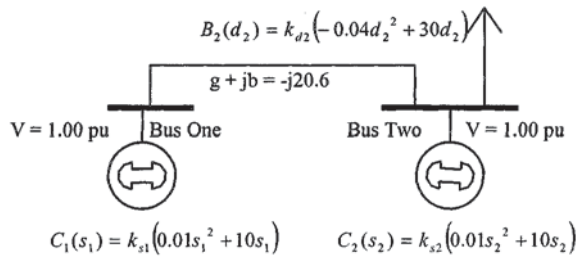 B₂(d₂) = k_d2(− 0.04d₂² + 30d₂)
g + jb = -j20.6
V = 1.00 pu Bus One Bus Two V = 1.00 pu
C₁(s₁) = k_s1(0.01s₁² + 10s₁) C₂(s₂) = k_s2(0.01s₂² + 10s₂)